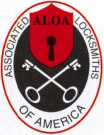 ALOA
ASSOCIATED LOCKSMITHS
OF AMERICA